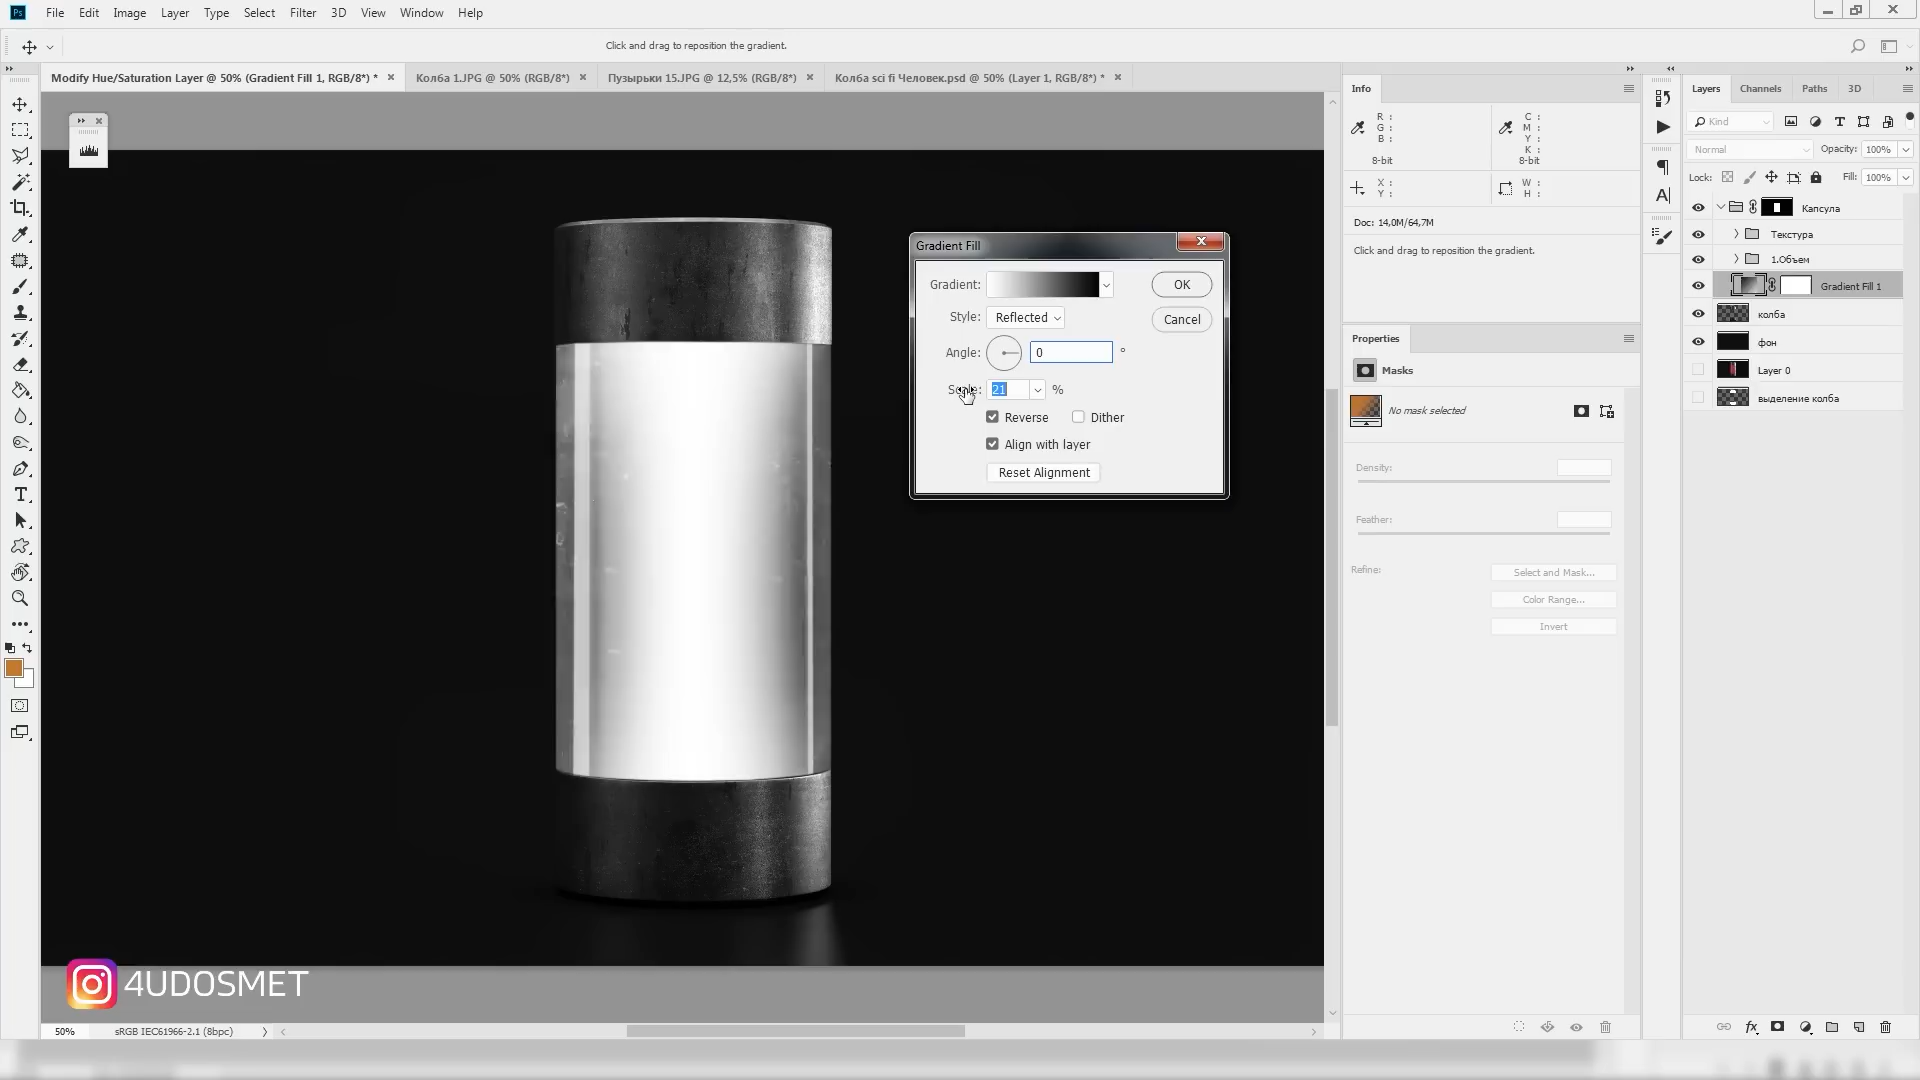 File Edit Image Layer Type Select Filter 3D View Window Help
Click and drag to reposition the gradient.
Modify Hue/Saturation Layer @ 50% (Gradient Fill 1, RGB/8*) *
Колба 1.JPG @ 50% (RGB/8*)
Пузырьки 15.JPG @ 12,5% (RGB/8*)
Колба sci fi Человек.psd @ 50% (Layer 1, RGB/8*) *
Gradient Fill
Gradient:
OK
Style: Reflected
Cancel
Angle: 0 °
21 %
Reverse Dither
Align with layer
Reset Alignment
Info
R :
G :
B :
8-bit
C :
M :
Y :
K :
8-bit
X :
Y :
W :
H :
Doc: 14,0M/64,7M
Click and drag to reposition the gradient.
Properties
Masks
No mask selected
Density:
Feather:
Refine:
Select and Mask...
Color Range...
Invert
Layers Channels Paths 3D
Kind
Normal Opacity: 100%
Lock: Fill: 100%
Капсула
Текстура
1.Объем
Gradient Fill 1
колба
фон
Layer 0
выделение колба
4UDOSMET
50% sRGB IEC61966-2.1 (8bpc)